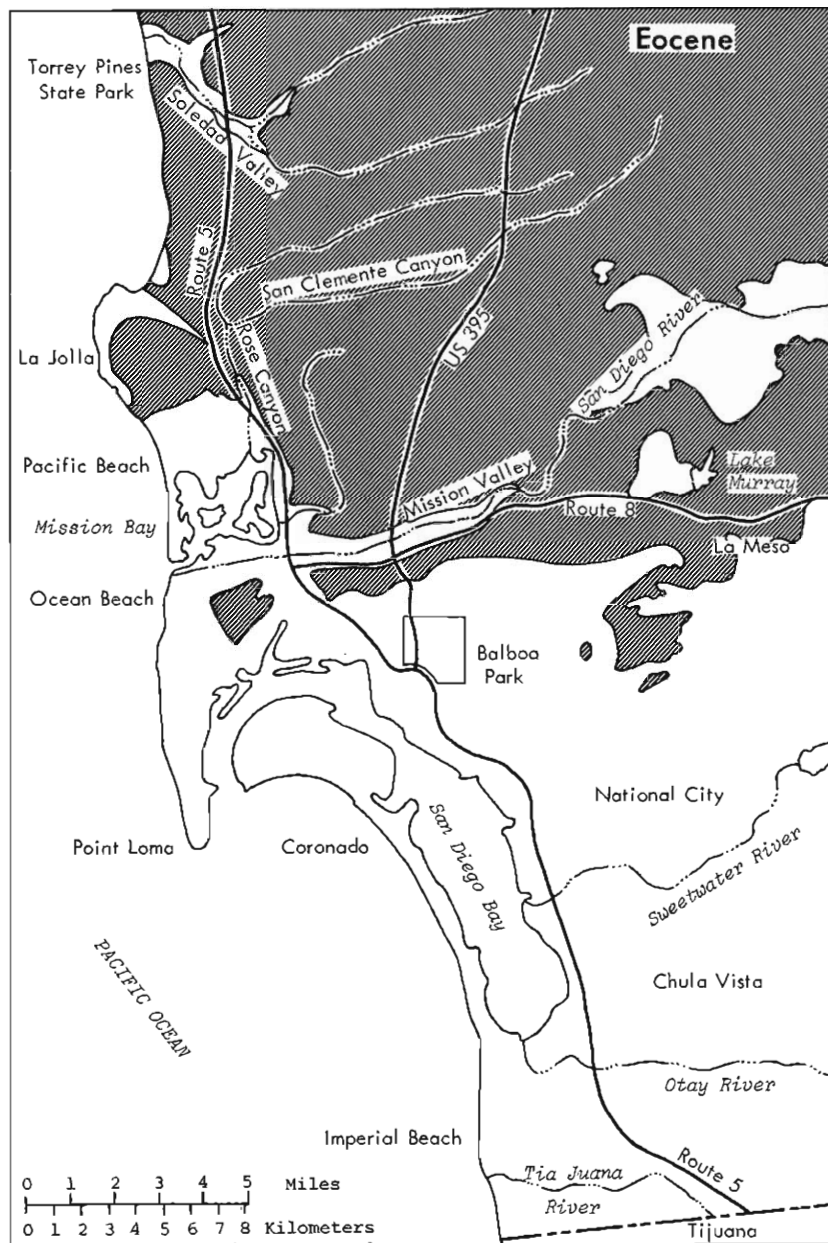 Eocene
Torrey Pines
State Park
Soledad Valley
Route 5
San Clemente Canyon
US 395
San Diego River
La Jolla
Rose Canyon
Pacific Beach
Mission Valley
Lake
Murray
Mission Bay
Route 8
La Meso
Ocean Beach
Balboa
Park
National City
Point Loma
Coronado
San Diego Bay
Sweetwater River
PACIFIC OCEAN
Chula Vista
Otay River
Imperial Beach
Route 5
Tia Juana
River
0 1 2 3 4 5 Miles
0 1 2 3 4 5 6 7 8 Kilometers
Tijuana